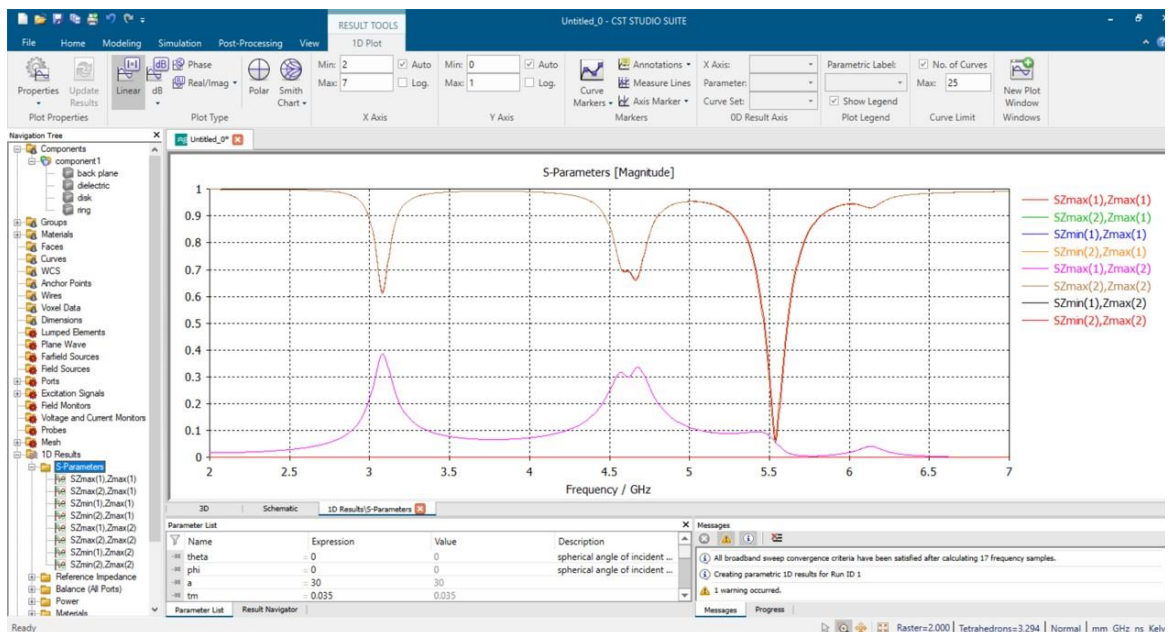 Untitled_0 - CST STUDIO SUITE
RESULT TOOLS
File Home Modeling Simulation Post-Processing View 1D Plot
Properties
Update Results
Plot Properties
Linear
dB
Phase
Real/Imag
Polar
Smith Chart
Plot Type
Min: 2 Auto
Max: 7 Log.
X Axis
Min: 0 Auto
Max: 1 Log.
Y Axis
Curve Markers
Annotations
Measure Lines
Axis Marker
Markers
X Axis:
Parameter:
Curve Set:
0D Result Axis
Parametric Label:
Show Legend
Plot Legend
No. of Curves
Max: 25
Curve Limit
New Plot Window
Windows
Navigation Tree
Components
component1
back plane
dielectric
disk
ring
Groups
Materials
Faces
Curves
WCS
Anchor Points
Wires
Voxel Data
Dimensions
Lumped Elements
Plane Wave
Farfield Sources
Field Sources
Ports
Excitation Signals
Field Monitors
Voltage and Current Monitors
Probes
Mesh
1D Results
S-Parameters
SZmax(1),Zmax(1)
SZmax(2),Zmax(1)
SZmin(1),Zmax(1)
SZmin(2),Zmax(1)
SZmax(1),Zmax(2)
SZmax(2),Zmax(2)
SZmin(1),Zmax(2)
SZmin(2),Zmax(2)
Reference Impedance
Balance (All Ports)
Power
Materials
Untitled_0*
S-Parameters [Magnitude]
1
0.9
0.8
0.7
0.6
0.5
0.4
0.3
0.2
0.1
0
2 2.5 3 3.5 4 4.5 5 5.5 6 6.5 7
Frequency / GHz
SZmax(1),Zmax(1)
SZmax(2),Zmax(1)
SZmin(1),Zmax(1)
SZmin(2),Zmax(1)
SZmax(1),Zmax(2)
SZmax(2),Zmax(2)
SZmin(1),Zmax(2)
SZmin(2),Zmax(2)
3D Schematic 1D Results\S-Parameters
Parameter List
Name Expression Value Description
theta = 0 0 spherical angle of incident ...
phi = 0 0 spherical angle of incident ...
a = 30 30
tm = 0.035 0.035
Parameter List Result Navigator
Messages
All broadband sweep convergence criteria have been satisfied after calculating 17 frequency samples.
Creating parametric 1D results for Run ID 1
1 warning occurred.
Messages Progress
Ready
Raster=2.000 Tetrahedrons=3.294 Normal mm GHz ns Kelv